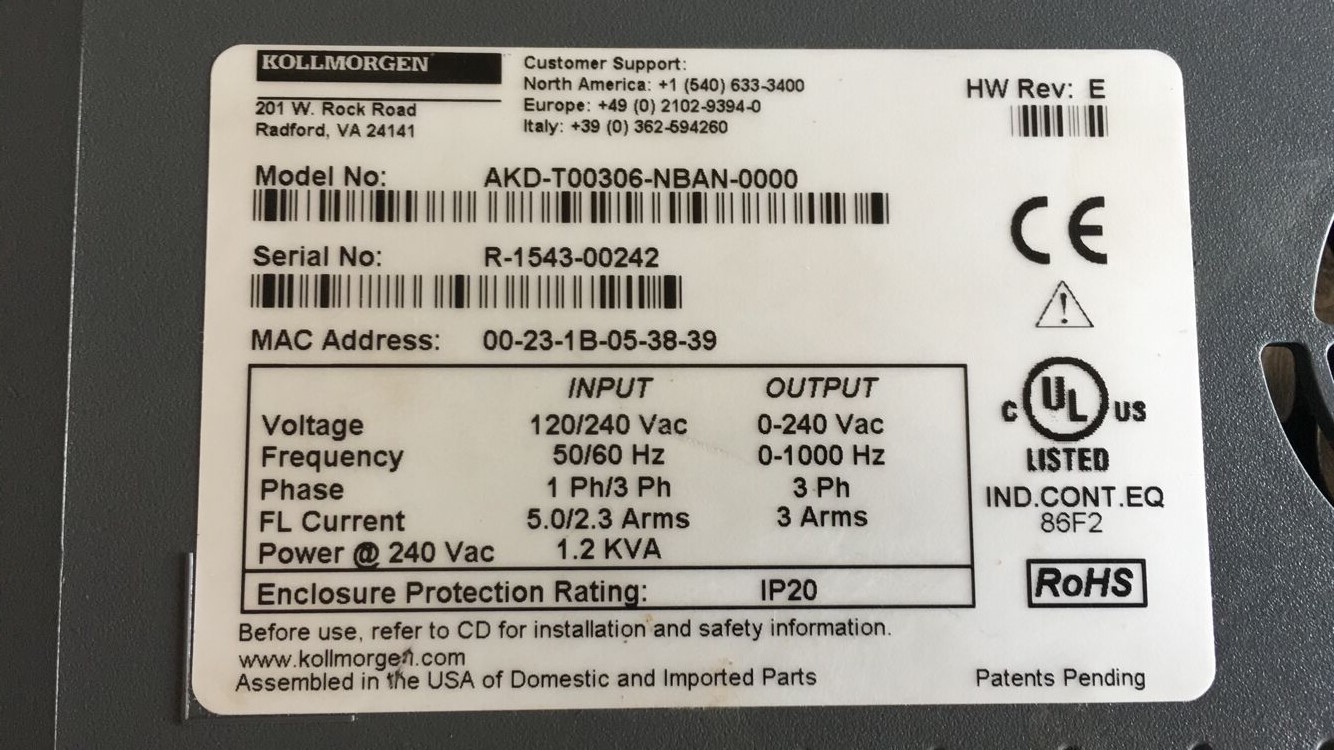 KOLLMORGEN
201 W. Rock Road
Radford, VA 24141
Customer Support:
North America: +1 (540) 633-3400
Europe: +49 (0) 2102-9394-0
Italy: +39 (0) 362-594260
HW Rev: E
Model No: AKD-T00306-NBAN-0000
Serial No: R-1543-00242
MAC Address: 00-23-1B-05-38-39
CE
INPUT OUTPUT
Voltage 120/240 Vac 0-240 Vac
Frequency 50/60 Hz 0-1000 Hz
Phase 1 Ph/3 Ph 3 Ph
FL Current 5.0/2.3 Arms 3 Arms
Power @ 240 Vac 1.2 KVA
Enclosure Protection Rating: IP20
C UL US
LISTED
IND.CONT.EQ
86F2
RoHS
Before use, refer to CD for installation and safety information.
www.kollmorgen.com
Assembled in the USA of Domestic and Imported Parts
Patents Pending